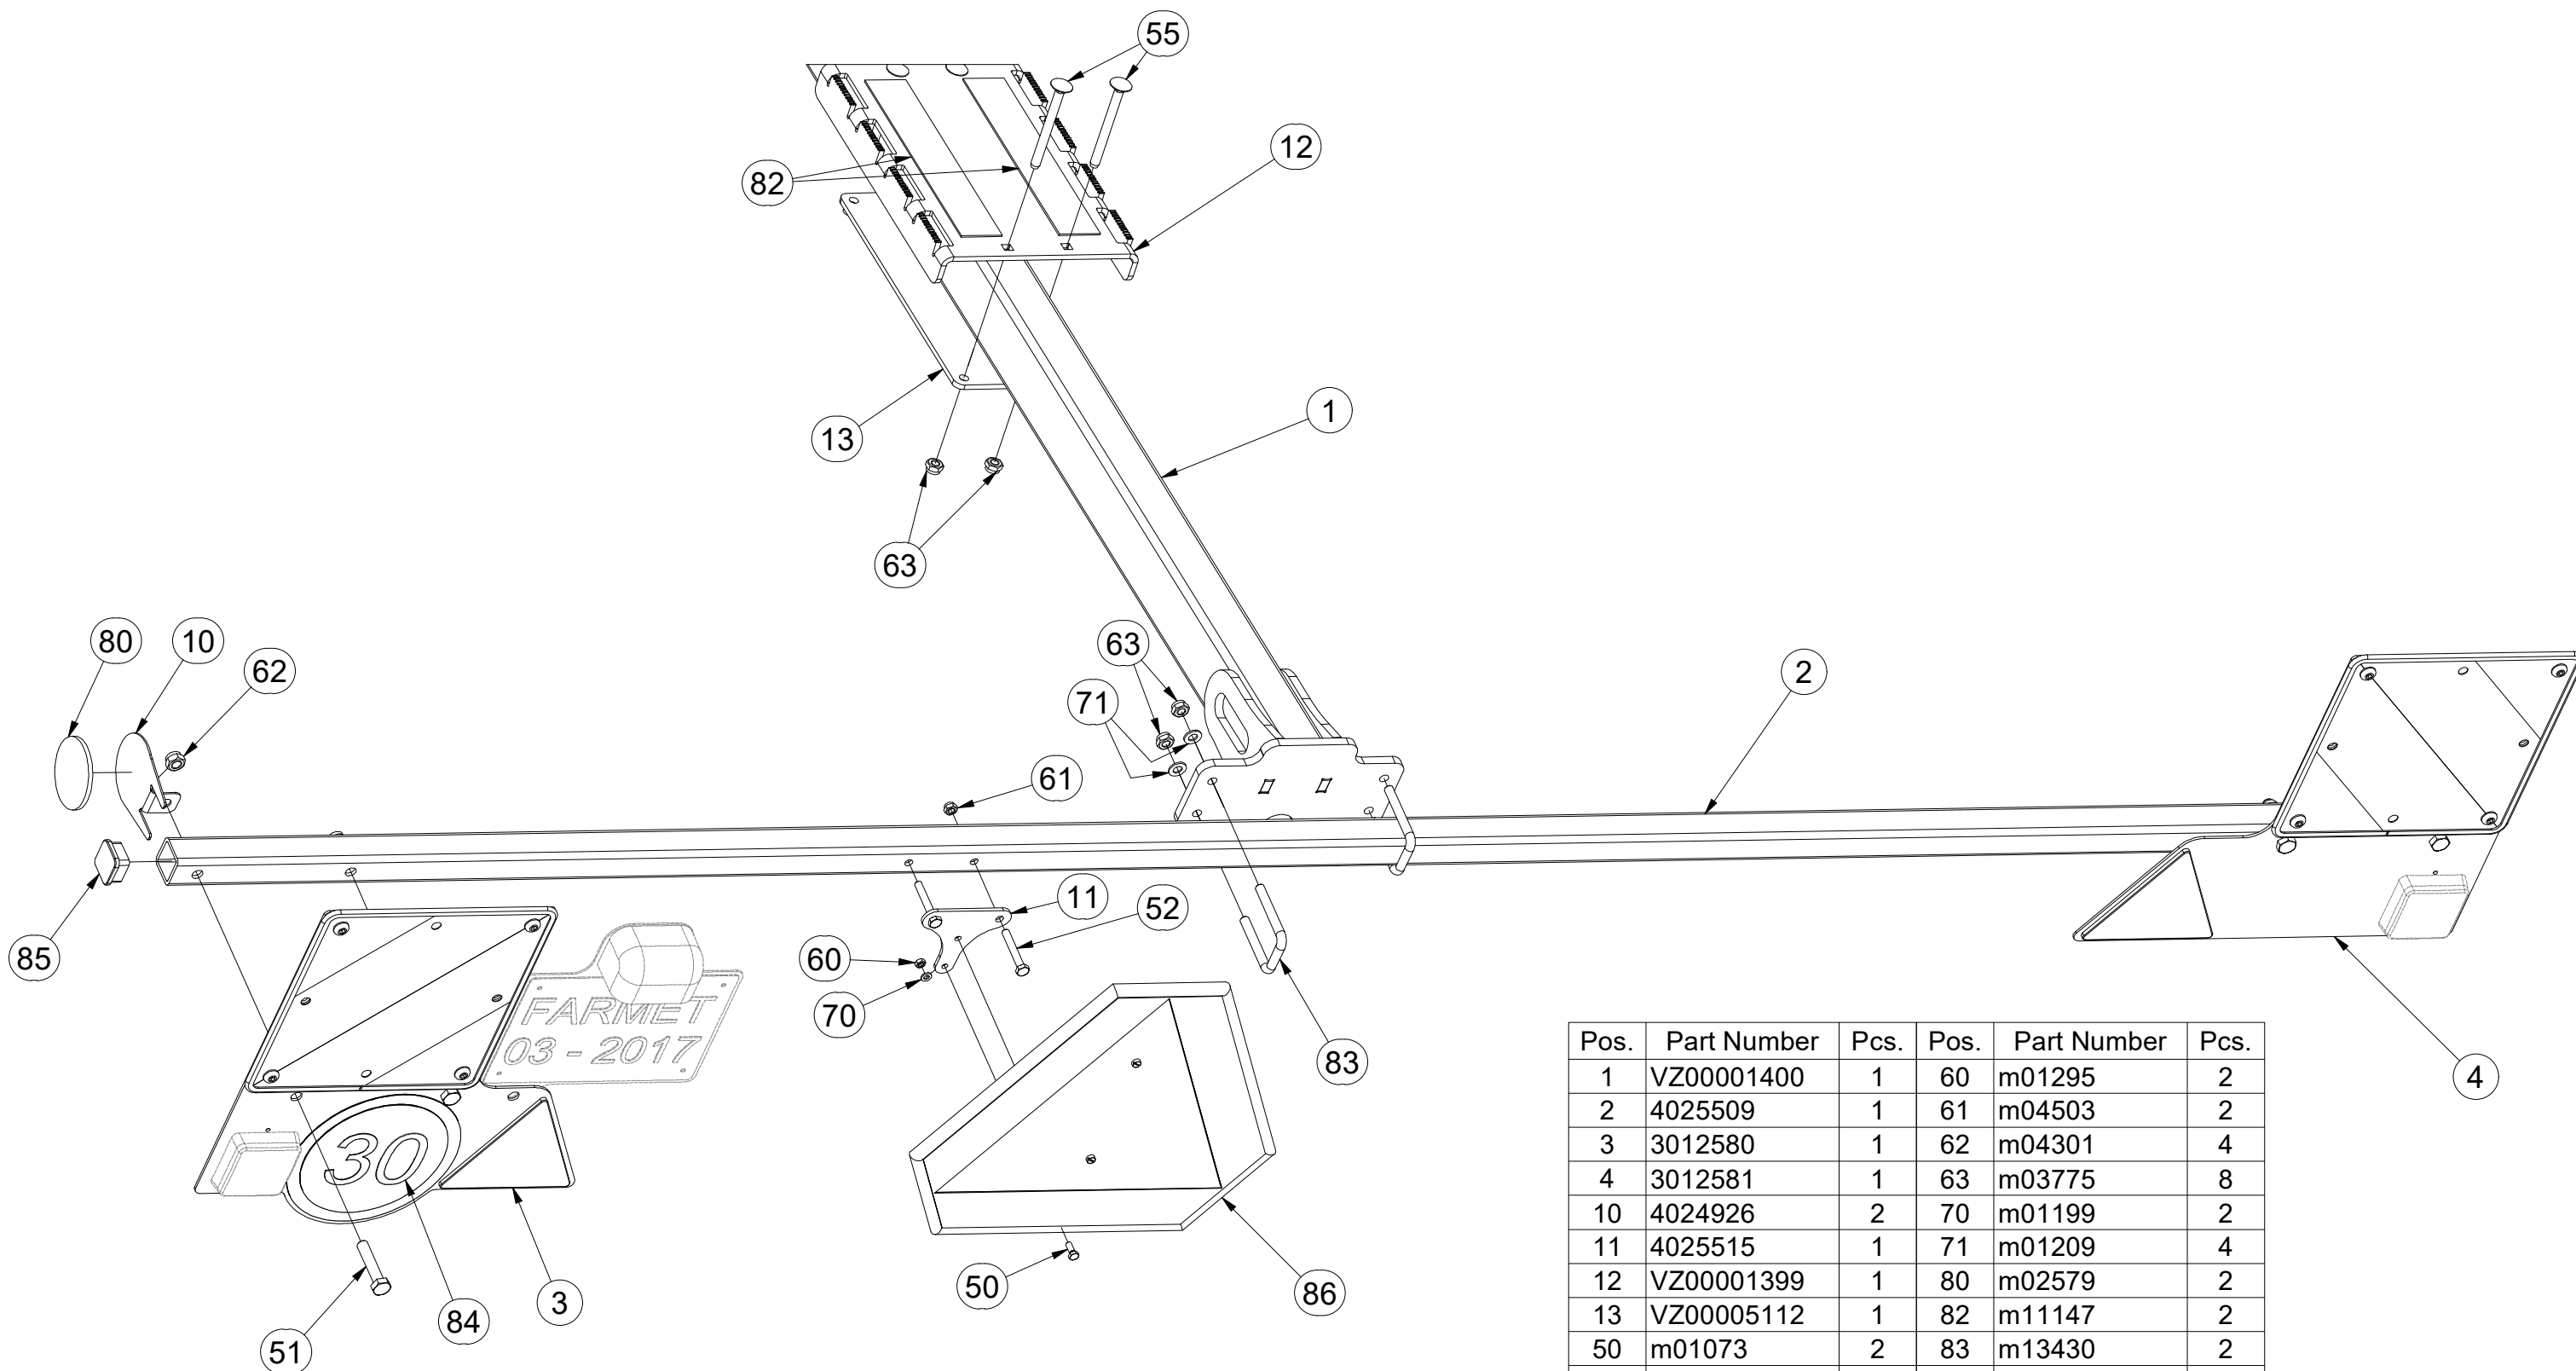 55
12
82
1
13
63
80
10
62
63
71
2
61
85
11
52
60
70
FARMET
03 - 2017
83
4
30
51
84
3
50
86
Pos. Part Number Pcs. Pos. Part Number Pcs.
1 VZ00001400 1 60 m01295 2
2 4025509 1 61 m04503 2
3 3012580 1 62 m04301 4
4 3012581 1 63 m03775 8
10 4024926 2 70 m01199 2
11 4025515 1 71 m01209 4
12 VZ00001399 1 80 m02579 2
13 VZ00005112 1 82 m11147 2
50 m01073 2 83 m13430 2